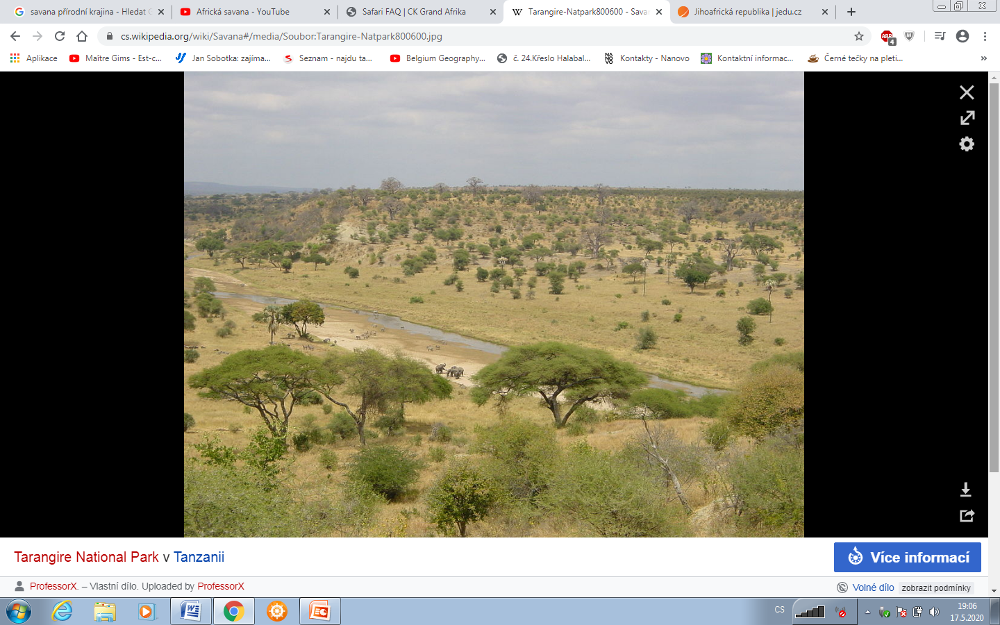 savana přírodní krajina - Hledat G
Africká savana - YouTube
Safari FAQ | CK Grand Afrika
W Tarangire-Natpark800600 - Sava
Jihoafrická republika | jedu.cz
cs.wikipedia.org/wiki/Savana#/media/Soubor:Tarangire-Natpark800600.jpg
ABP
4
Aplikace
Maître Gims - Est-c...
Jan Sobotka: zajíma...
Seznam - najdu ta...
Belgium Geography...
č. 24.Křeslo Halabal...
Kontakty - Nanovo
Kontaktní informac...
Černé tečky na pleti...
»
Tarangire National Park v Tanzanii
Více informací
ProfessorX. – Vlastní dílo. Uploaded by ProfessorX
Volné dílo zobrazit podmínky
CS
19:06
17.5.2020